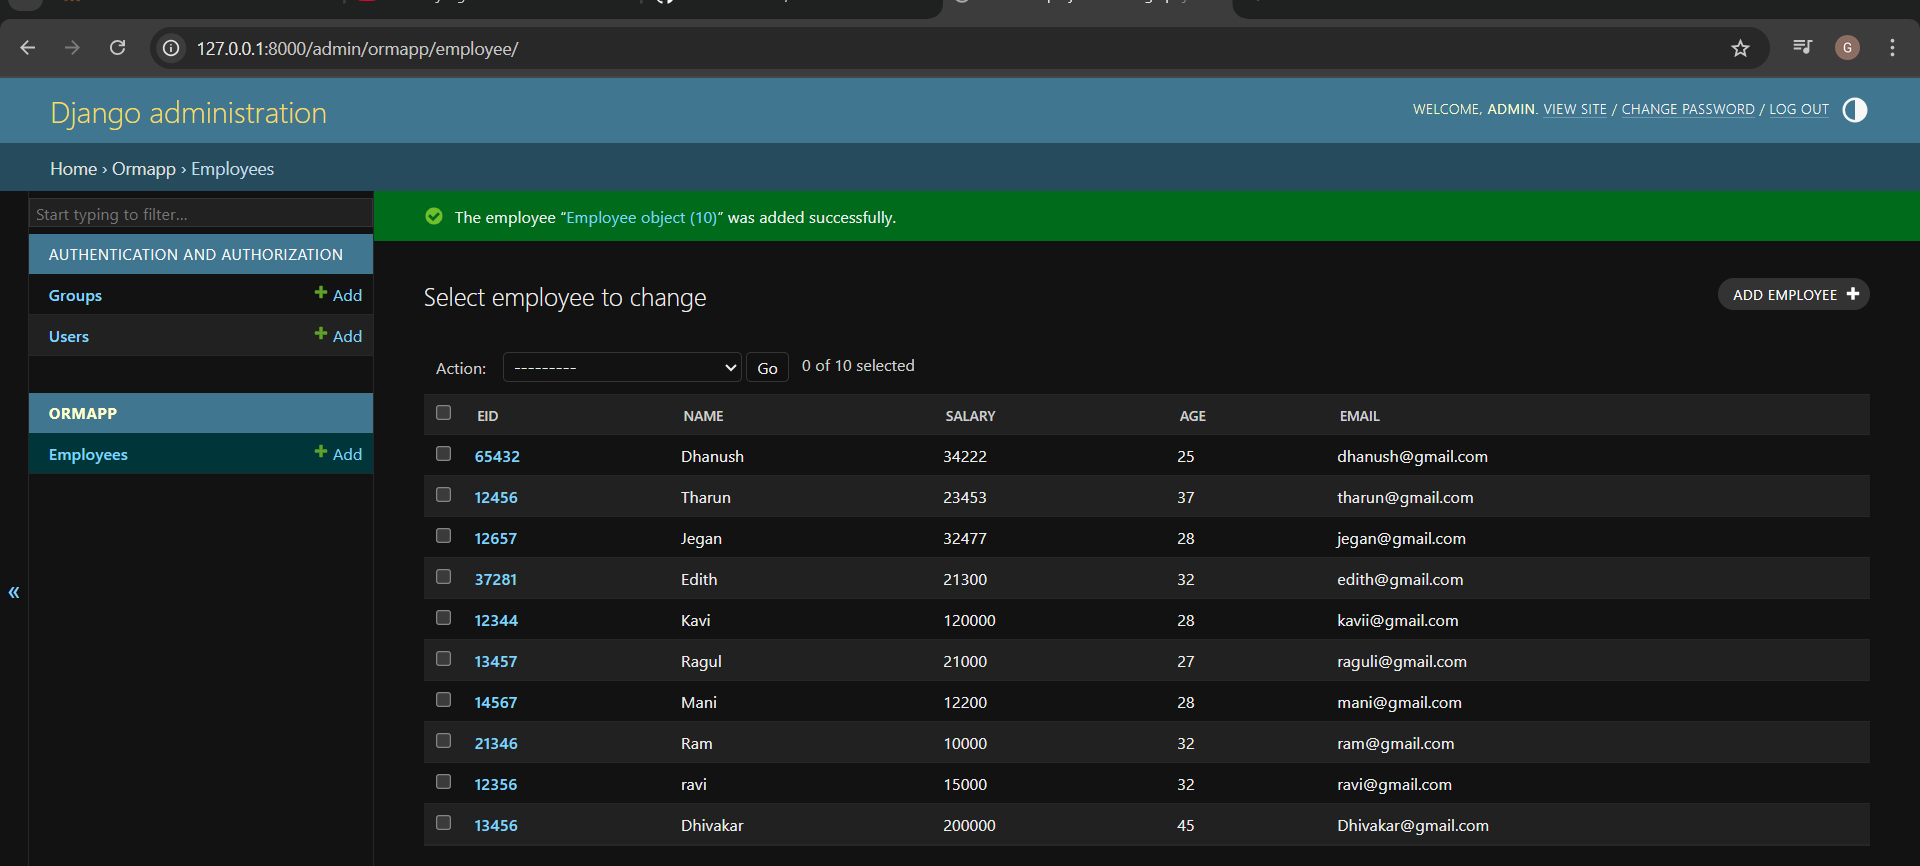 127.0.0.1:8000/admin/ormapp/employee/
G
Django administration
WELCOME, ADMIN. VIEW SITE / CHANGE PASSWORD / LOG OUT
Home › Ormapp › Employees
Start typing to filter...
The employee “Employee object (10)” was added successfully.
AUTHENTICATION AND AUTHORIZATION
Groups Add
Users Add
ORMAPP
Employees Add
«
Select employee to change
ADD EMPLOYEE
Action: --------- Go 0 of 10 selected
EID NAME SALARY AGE EMAIL
65432 Dhanush 34222 25 dhanush@gmail.com
12456 Tharun 23453 37 tharun@gmail.com
12657 Jegan 32477 28 jegan@gmail.com
37281 Edith 21300 32 edith@gmail.com
12344 Kavi 120000 28 kavii@gmail.com
13457 Ragul 21000 27 raguli@gmail.com
14567 Mani 12200 28 mani@gmail.com
21346 Ram 10000 32 ram@gmail.com
12356 ravi 15000 32 ravi@gmail.com
13456 Dhivakar 200000 45 Dhivakar@gmail.com